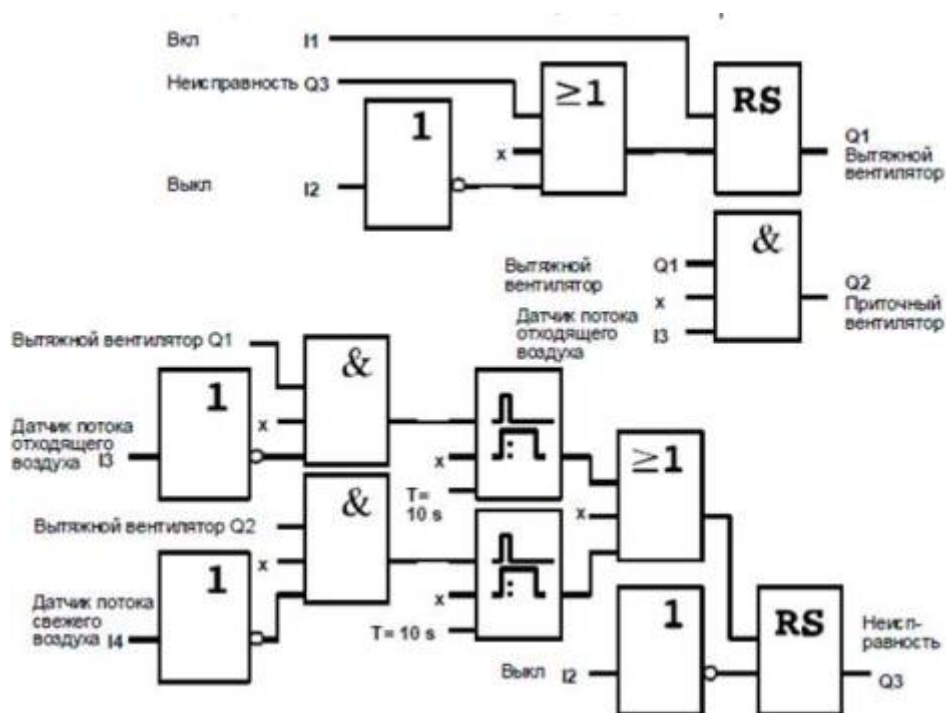 Вкл I1
Неисправность Q3
≥1
RS
1
x
Q1
Вытяжной
вентилятор
Выкл I2
&
Вытяжной
вентилятор Q1
x
Q2
Приточный
вентилятор
Датчик потока
отходящего
воздуха I3
Вытяжной вентилятор Q1
&
1
x
Датчик потока
отходящего
воздуха I3
x
T=
10 s
≥1
x
&
Вытяжной вентилятор Q2
x
1
x
Датчик потока
свежего
воздуха I4
T= 10 s
1
RS
Неисп-
равность
Выкл I2
Q3